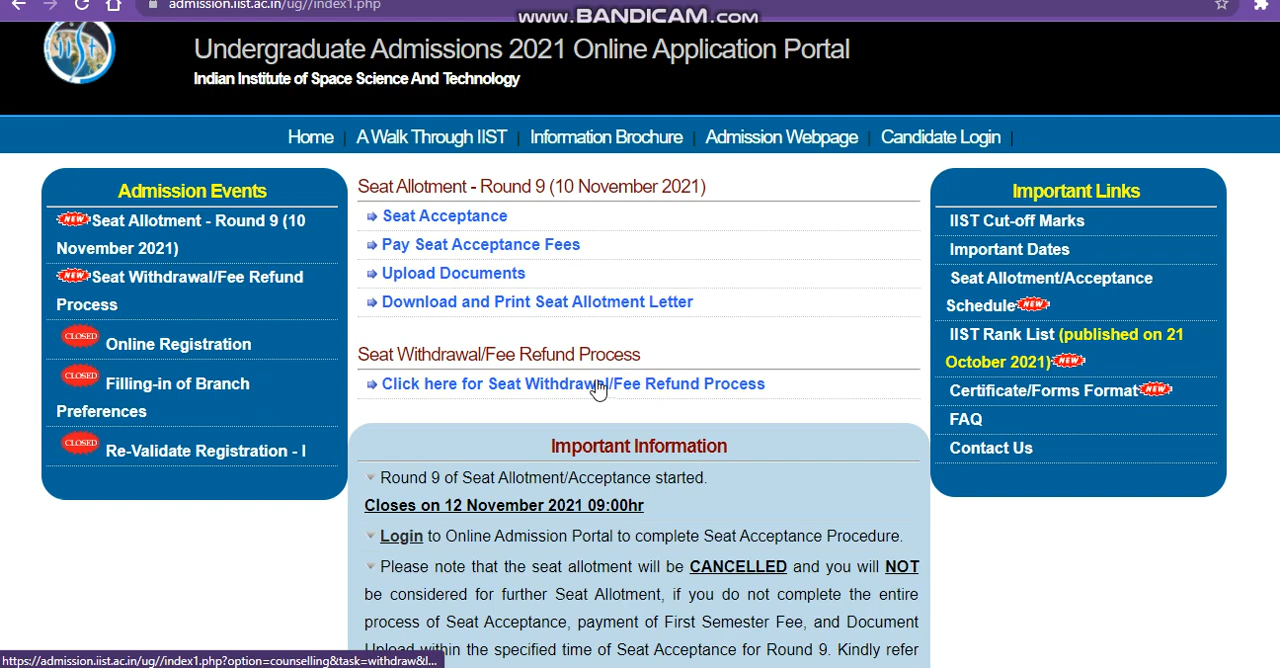 admission.iist.ac.in/ug//index1.php
www.BANDICAM.com
Undergraduate Admissions 2021 Online Application Portal
Indian Institute of Space Science And Technology
Home | A Walk Through IIST | Information Brochure | Admission Webpage | Candidate Login |
Admission Events
NEW Seat Allotment - Round 9 (10
November 2021)
NEW Seat Withdrawal/Fee Refund
Process
CLOSED Online Registration
CLOSED Filling-in of Branch
Preferences
CLOSED Re-Validate Registration - I
Seat Allotment - Round 9 (10 November 2021)
Seat Acceptance
Pay Seat Acceptance Fees
Upload Documents
Download and Print Seat Allotment Letter
Seat Withdrawal/Fee Refund Process
Click here for Seat Withdrawal/Fee Refund Process
Important Information
Round 9 of Seat Allotment/Acceptance started.
Closes on 12 November 2021 09:00hr
Login to Online Admission Portal to complete Seat Acceptance Procedure.
Please note that the seat allotment will be CANCELLED and you will NOT
be considered for further Seat Allotment, if you do not complete the entire
process of Seat Acceptance, payment of First Semester Fee, and Document
Upload within the specified time of Seat Acceptance for Round 9. Kindly refer
Important Links
IIST Cut-off Marks
Important Dates
Seat Allotment/Acceptance
Schedule NEW
IIST Rank List (published on 21
October 2021) NEW
Certificate/Forms Format NEW
FAQ
Contact Us
https://admission.iist.ac.in/ug//index1.php?option=counselling&task=withdraw&l...